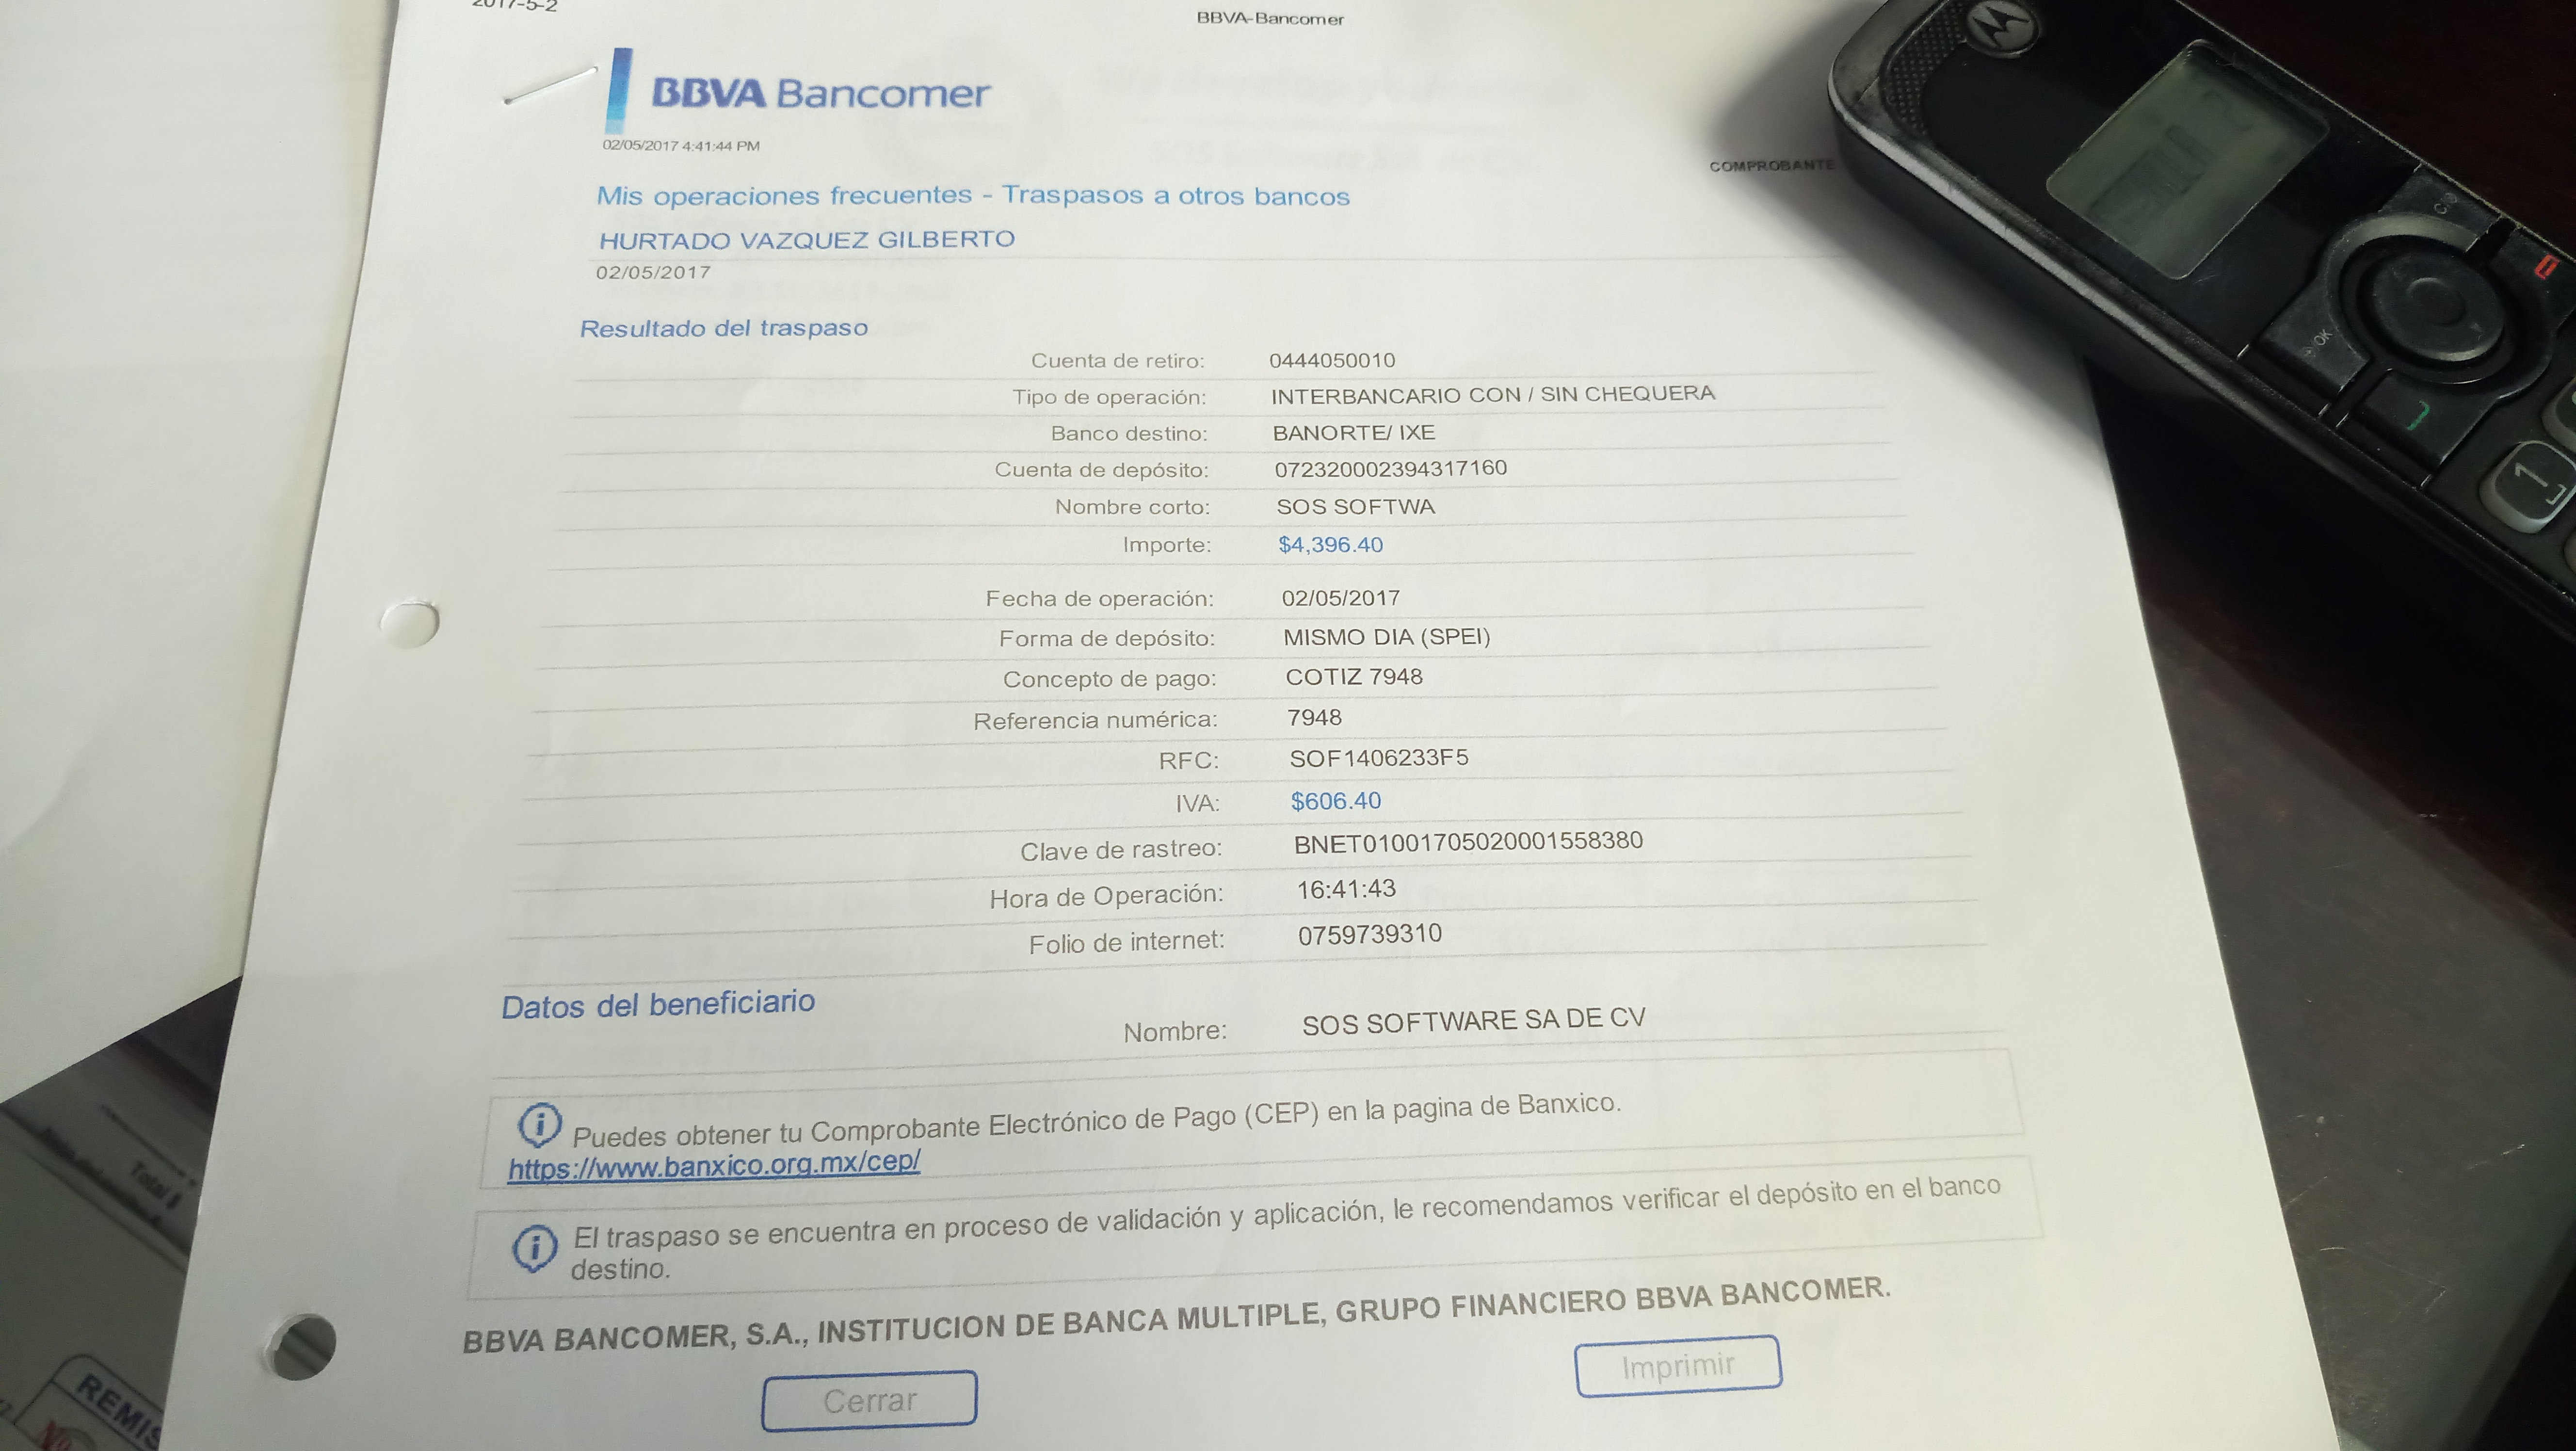 2017-5-2
BBVA-Bancomer
BBVA Bancomer
02/05/2017 4:41:44 PM
COMPROBANTE
Mis operaciones frecuentes - Traspasos a otros bancos
HURTADO VAZQUEZ GILBERTO
02/05/2017
Resultado del traspaso
Cuenta de retiro: 0444050010
Tipo de operación: INTERBANCARIO CON / SIN CHEQUERA
Banco destino: BANORTE/ IXE
Cuenta de depósito: 072320002394317160
Nombre corto: SOS SOFTWA
Importe: $4,396.40
Fecha de operación: 02/05/2017
Forma de depósito: MISMO DIA (SPEI)
Concepto de pago: COTIZ 7948
Referencia numérica: 7948
RFC: SOF1406233F5
IVA: $606.40
Clave de rastreo: BNET01001705020001558380
Hora de Operación: 16:41:43
Folio de internet: 0759739310
Datos del beneficiario
Nombre: SOS SOFTWARE SA DE CV
Puedes obtener tu Comprobante Electrónico de Pago (CEP) en la pagina de Banxico.
https://www.banxico.org.mx/cep/
El traspaso se encuentra en proceso de validación y aplicación, le recomendamos verificar el depósito en el banco
destino.
BBVA BANCOMER, S.A., INSTITUCION DE BANCA MULTIPLE, GRUPO FINANCIERO BBVA BANCOMER.
Cerrar
Imprimir
OK
1
Total $
REMIS
No